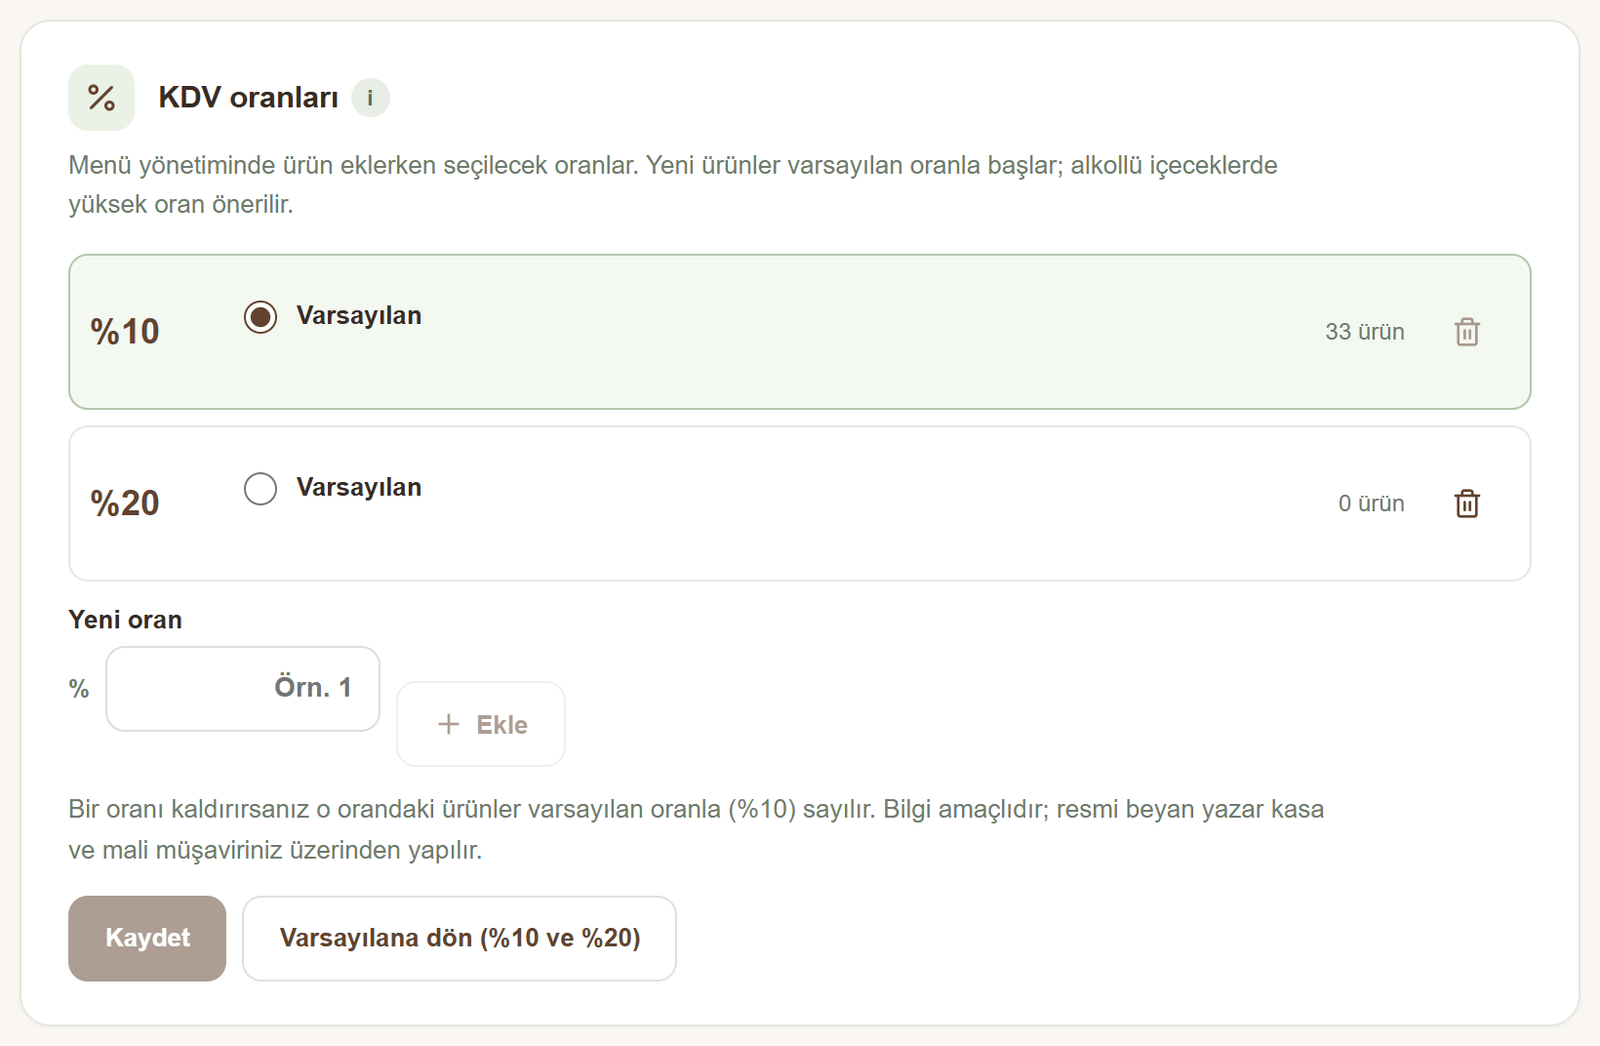 %
KDV oranları
i
Menü yönetiminde ürün eklerken seçilecek oranlar. Yeni ürünler varsayılan oranla başlar; alkollü içeceklerde
yüksek oran önerilir.
%10
Varsayılan
33 ürün
%20
Varsayılan
0 ürün
Yeni oran
%
Örn. 1
+ Ekle
Bir oranı kaldırırsanız o orandaki ürünler varsayılan oranla (%10) sayılır. Bilgi amaçlıdır; resmi beyan yazar kasa
ve mali müşaviriniz üzerinden yapılır.
Kaydet
Varsayılana dön (%10 ve %20)